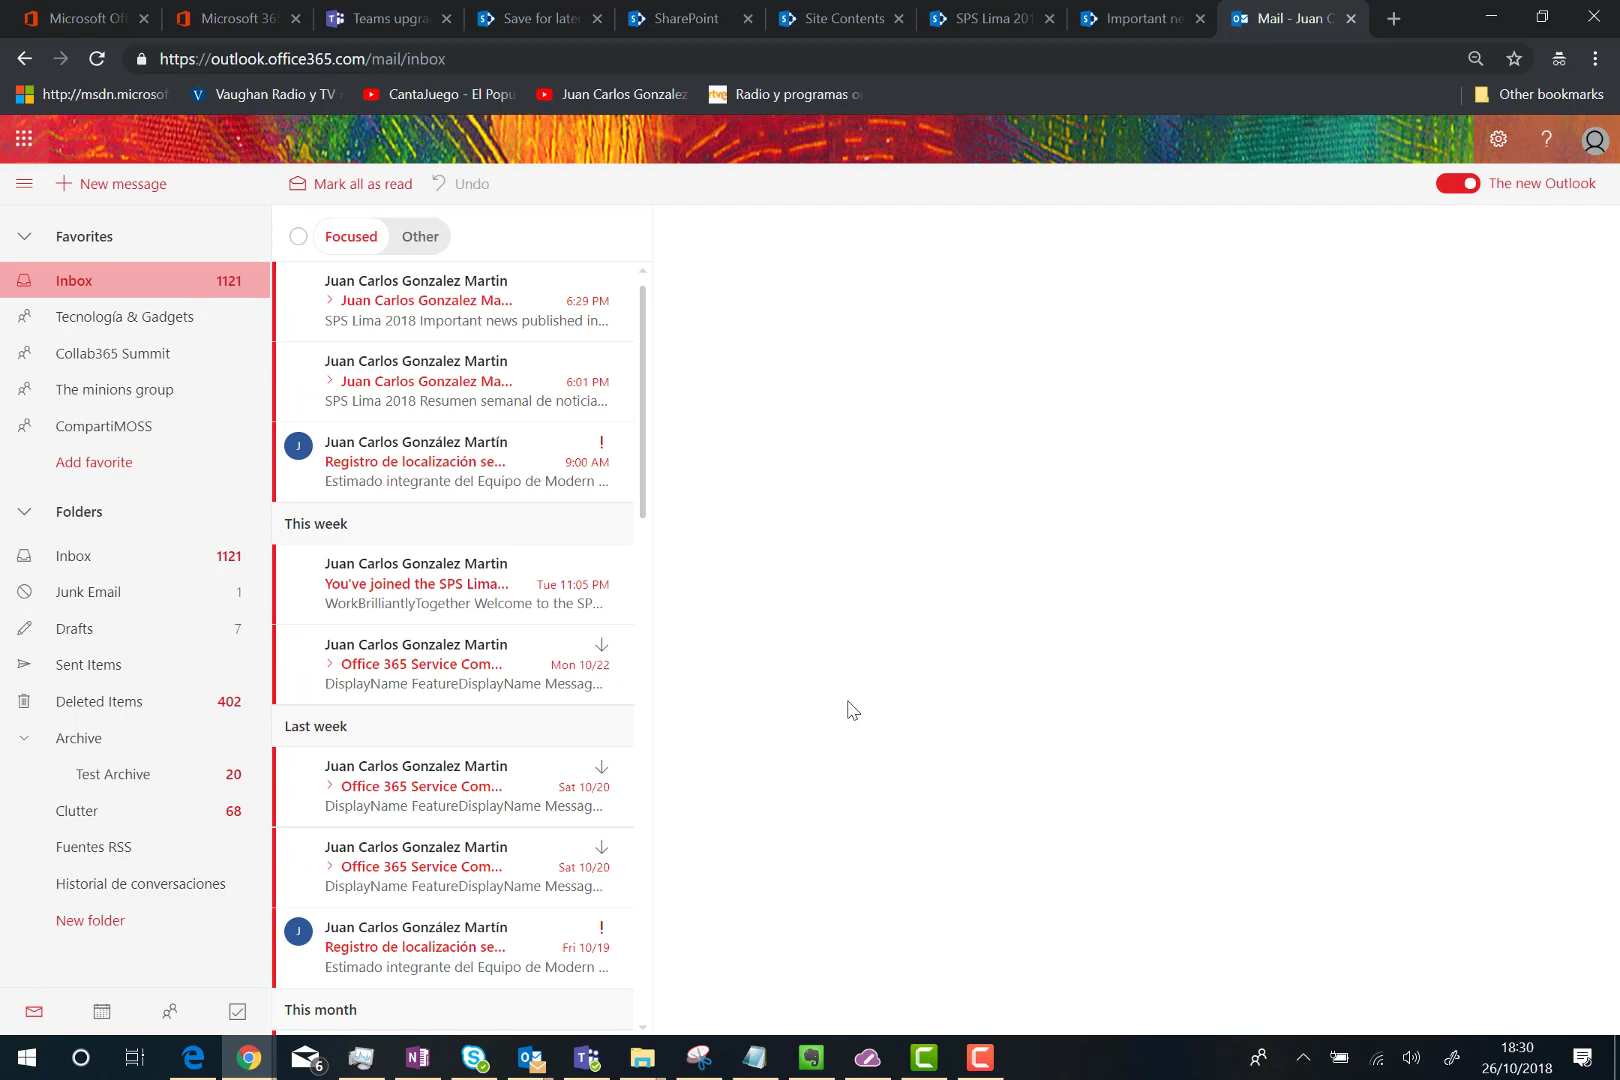 Microsoft Of
Microsoft 36
Teams upgra
Save for later
SharePoint
Site Contents
SPS Lima 201
Important ne
Mail - Juan C
https://outlook.office365.com/mail/inbox
http://msdn.microsof
Vaughan Radio y TV
CantaJuego - El Popu
Juan Carlos Gonzalez
Radio y programas o
Other bookmarks
New message
Mark all as read
Undo
The new Outlook
Favorites
Inbox 1121
Tecnología & Gadgets
Collab365 Summit
The minions group
CompartiMOSS
Add favorite
Folders
Inbox 1121
Junk Email 1
Drafts 7
Sent Items
Deleted Items 402
Archive
Test Archive 20
Clutter 68
Fuentes RSS
Historial de conversaciones
New folder
Focused Other
Juan Carlos Gonzalez Martin
Juan Carlos Gonzalez Ma... 6:29 PM
SPS Lima 2018 Important news published in...
Juan Carlos Gonzalez Martin
Juan Carlos Gonzalez Ma... 6:01 PM
SPS Lima 2018 Resumen semanal de noticia...
J
Juan Carlos González Martín !
Registro de localización se... 9:00 AM
Estimado integrante del Equipo de Modern ...
This week
Juan Carlos Gonzalez Martin
You've joined the SPS Lima... Tue 11:05 PM
WorkBrilliantlyTogether Welcome to the SP...
Juan Carlos Gonzalez Martin
Office 365 Service Com... Mon 10/22
DisplayName FeatureDisplayName Messag...
Last week
Juan Carlos Gonzalez Martin
Office 365 Service Com... Sat 10/20
DisplayName FeatureDisplayName Messag...
Juan Carlos Gonzalez Martin
Office 365 Service Com... Sat 10/20
DisplayName FeatureDisplayName Messag...
J
Juan Carlos González Martín !
Registro de localización se... Fri 10/19
Estimado integrante del Equipo de Modern ...
This month
6
18:30
26/10/2018